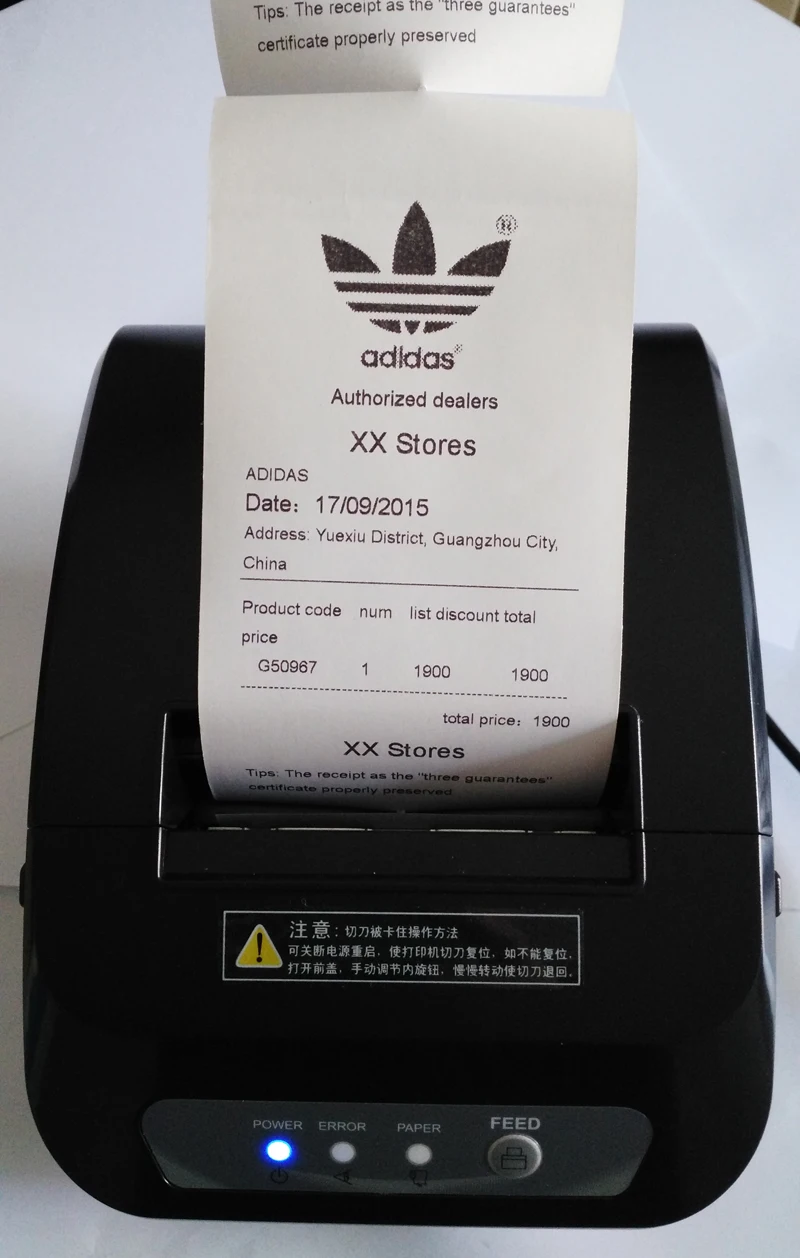 Tips: The receipt as the "three guarantees"
certificate properly preserved
®
adidas®
Authorized dealers
XX Stores
ADIDAS
Date: 17/09/2015
Address: Yuexiu District, Guangzhou City,
China
Product code num list discount total
price
G50967 1 1900 1900
total price: 1900
XX Stores
Tips: The receipt as the "three guarantees"
certificate properly preserved
注意:切刀被卡住操作方法
可关断电源重启,使打印机切刀复位,如不能复位,
打开前盖,手动调节内旋钮,慢慢转动使切刀退回。
POWER ERROR PAPER FEED